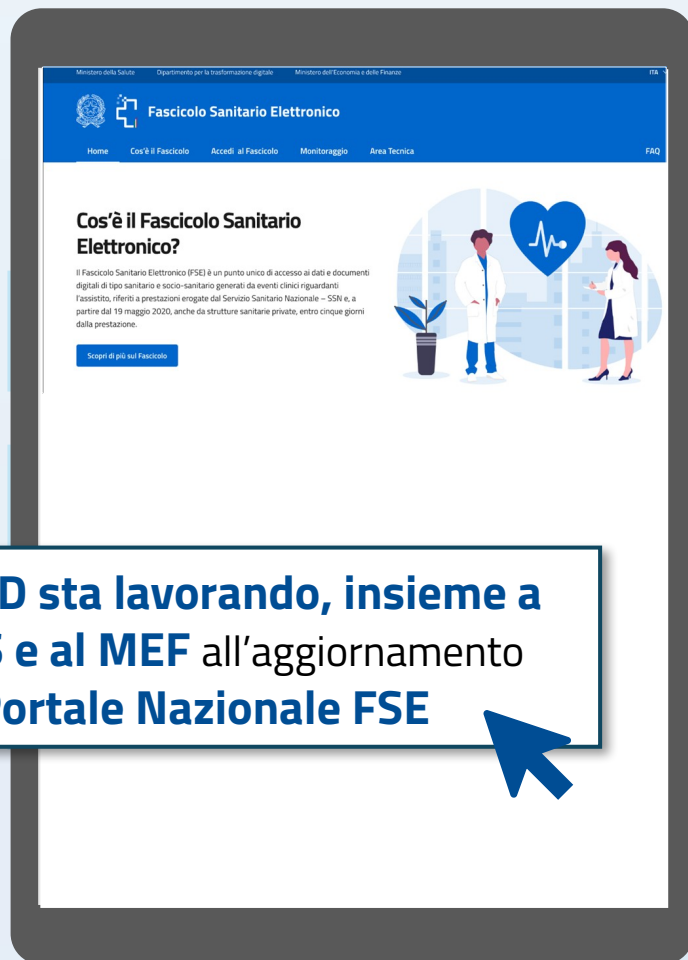 Ministero della Salute Dipartimento per la trasformazione digitale Ministero dell'Economia e delle Finanze ITA
Fascicolo Sanitario Elettronico
Home Cos'è il Fascicolo Accedi al Fascicolo Monitoraggio Area Tecnica FAQ
Cos'è il Fascicolo Sanitario
Elettronico?
Il Fascicolo Sanitario Elettronico (FSE) è un punto unico di accesso ai dati e documenti
digitali di tipo sanitario e socio-sanitario generati da eventi clinici riguardanti
l'assistito, riferiti a prestazioni erogate dal Servizio Sanitario Nazionale – SSN e, a
partire dal 19 maggio 2020, anche da strutture sanitarie private, entro cinque giorni
dalla prestazione.
Scopri di più sul Fascicolo
D sta lavorando, insieme a
e al MEF all'aggiornamento
Portale Nazionale FSE